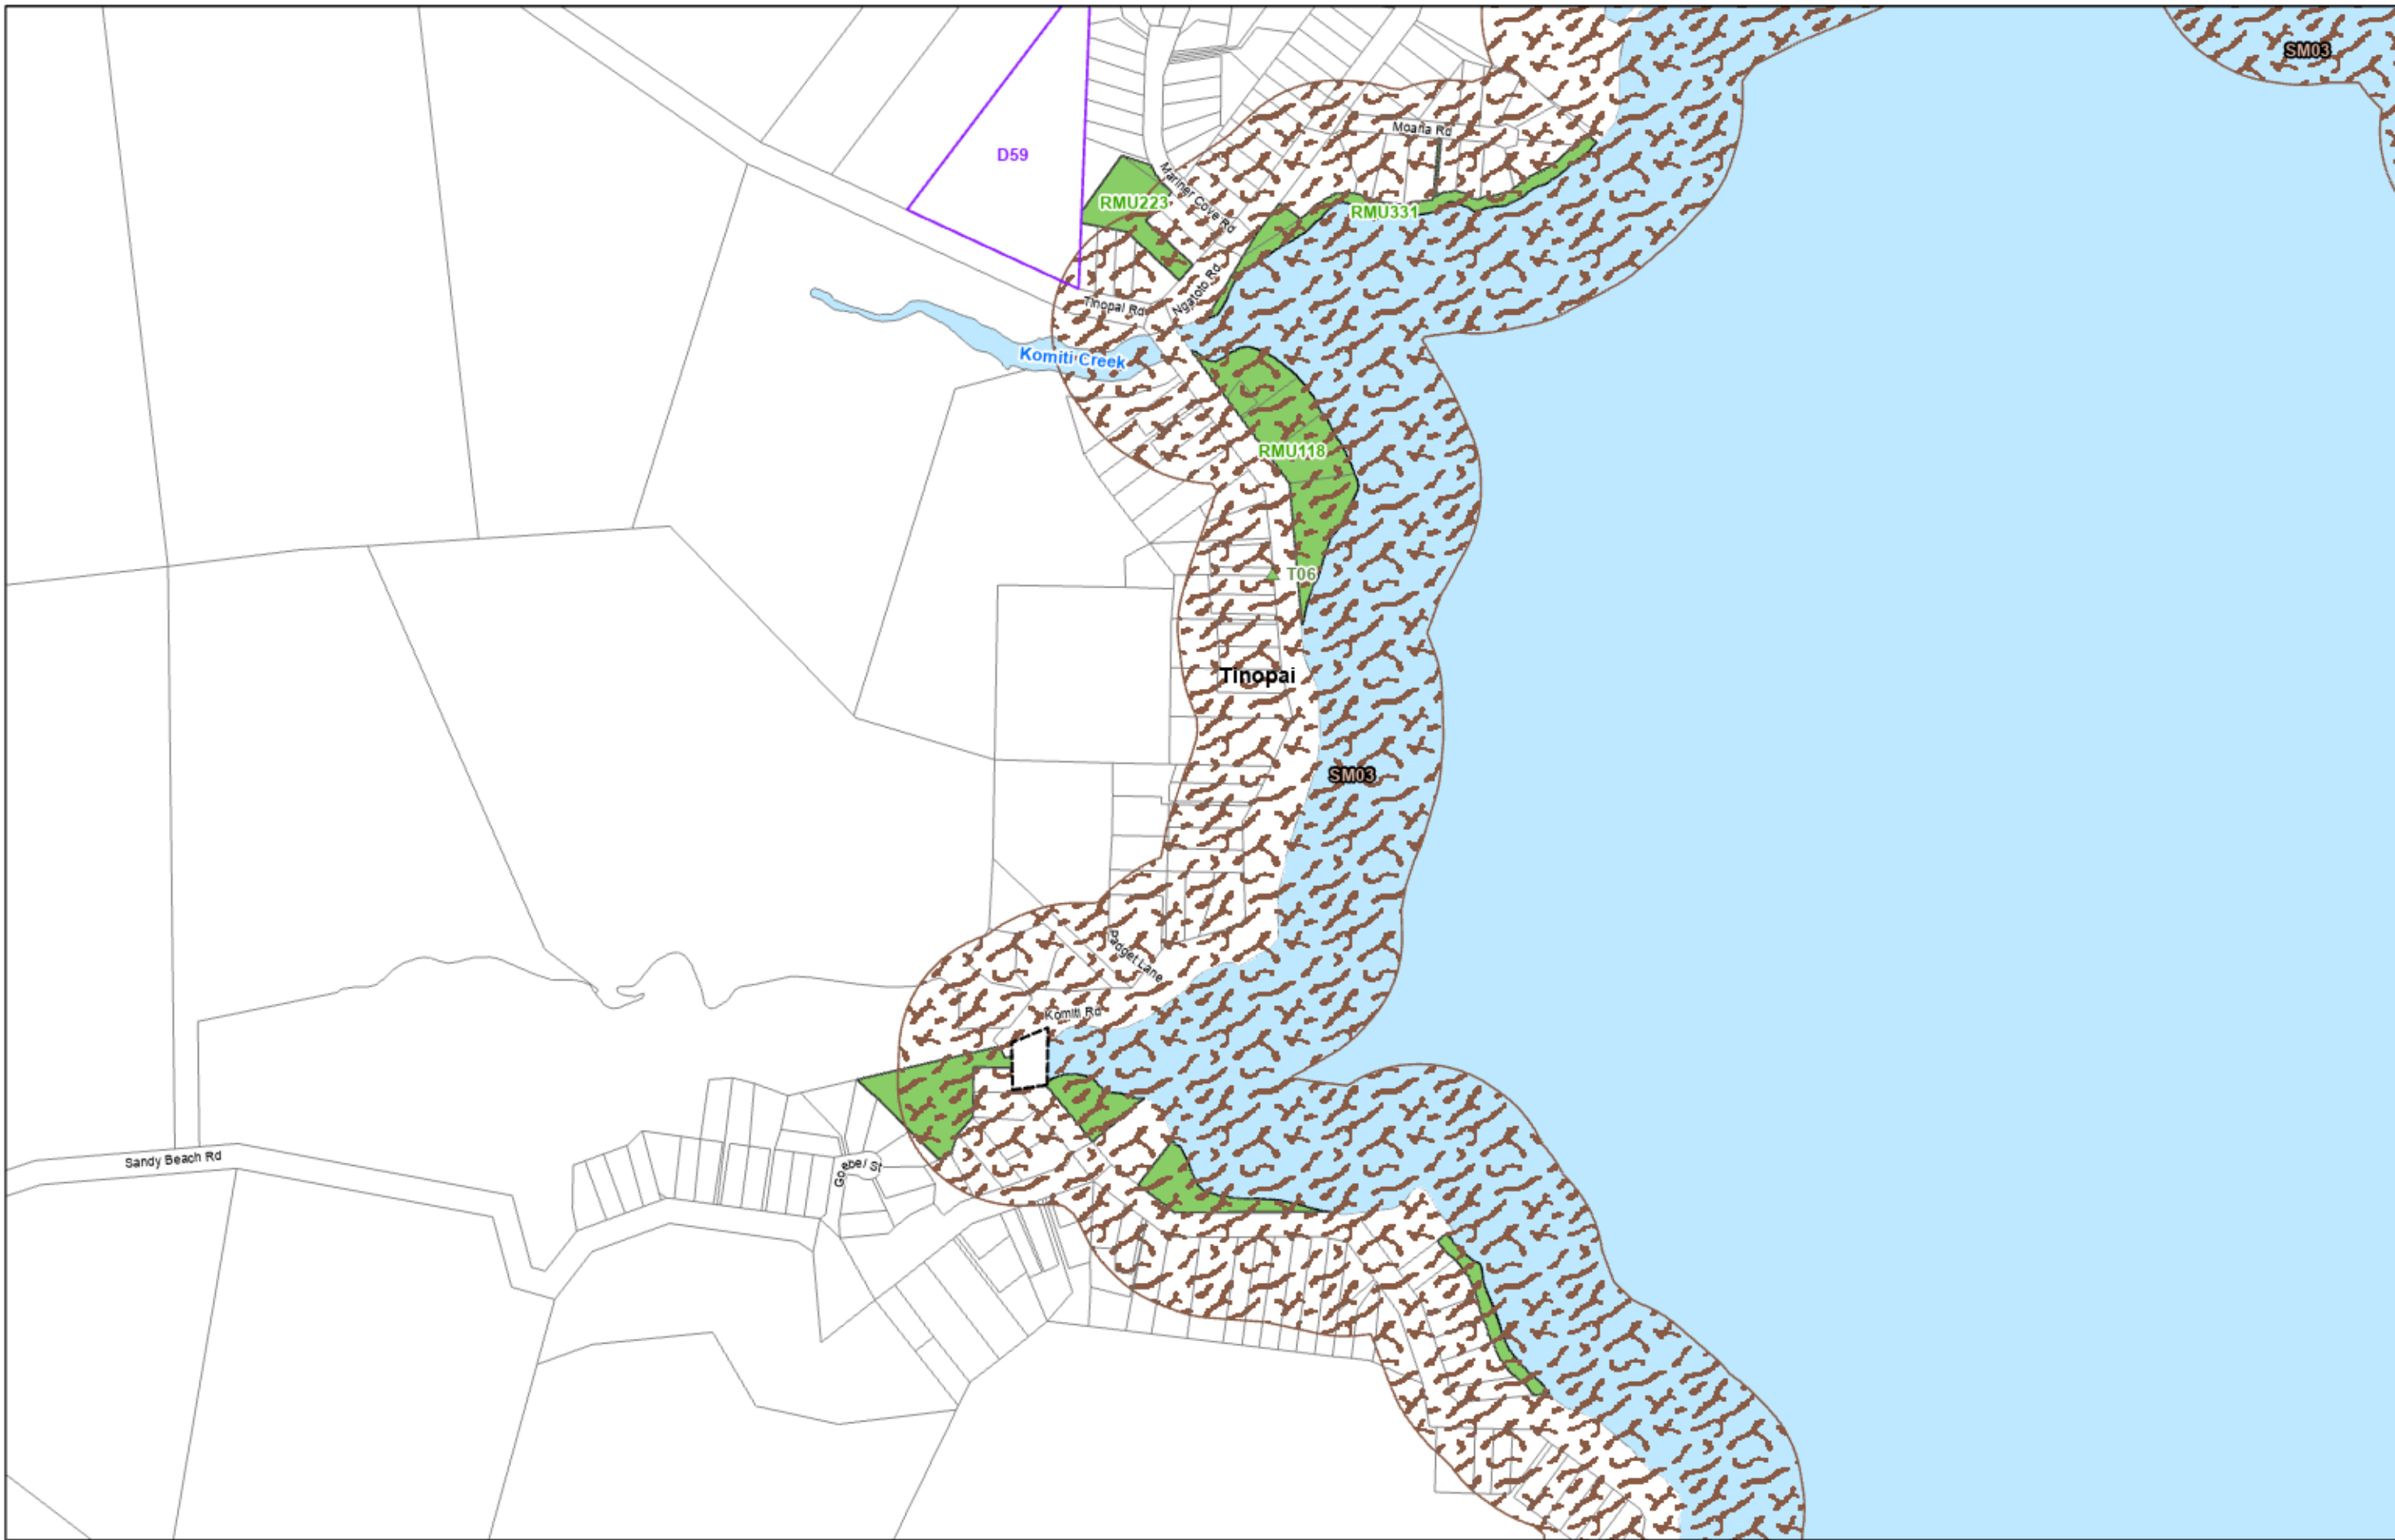 SM03
Moana Rd
D59
Mariner Cove Rd
RMU223
RMU331
Ngatoto Rd
Tinopai Rd
Komiti Creek
RMU118
T06
Tinopai
SM03
Padget Lane
Komiti Rd
Sandy Beach Rd
Goebel St